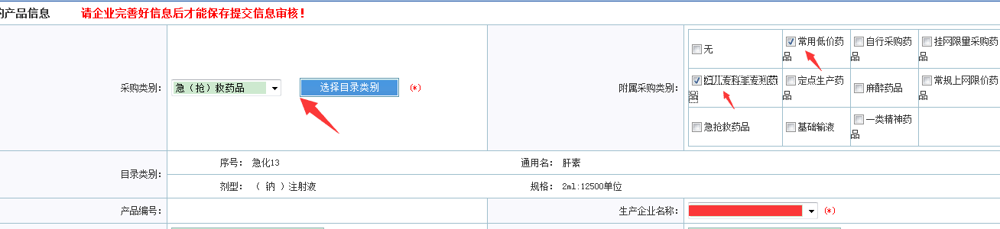 的产品信息 请企业完善好信息后才能保存提交信息审核!
采购类别: 急（抢）救药品 选择目录类别 (*)
附属采购类别:
无
常用低价药
品
自行采购药
品
挂网限量采购药
品
妇儿专科非专利药
品
定点生产药
品
麻醉药品
常规上网限价药
品
急抢救药品
基础输液
一类精神药
品
目录类别:
序号: 急化13 通用名: 肝素
剂型: （ 钠 ）注射液 规格: 2ml:12500单位
产品编号: 生产企业名称: (*)